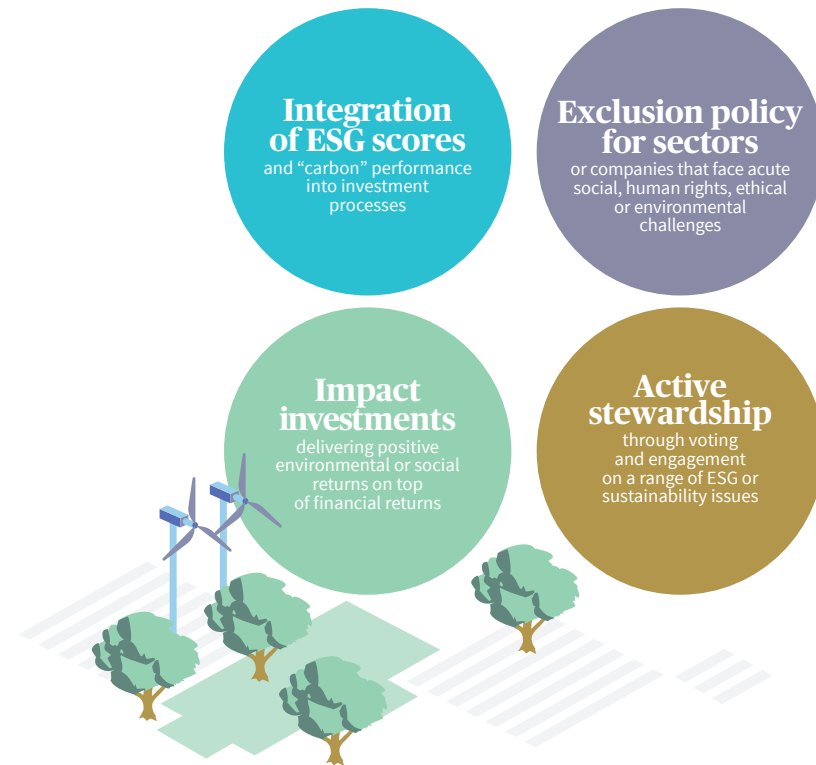 Integration
of ESG scores
and “carbon” performance
into investment
processes
Exclusion policy
for sectors
or companies that face acute
social, human rights, ethical
or environmental
challenges
Impact
investments
delivering positive
environmental or social
returns on top
of financial returns
Active
stewardship
through voting
and engagement
on a range of ESG or
sustainability issues